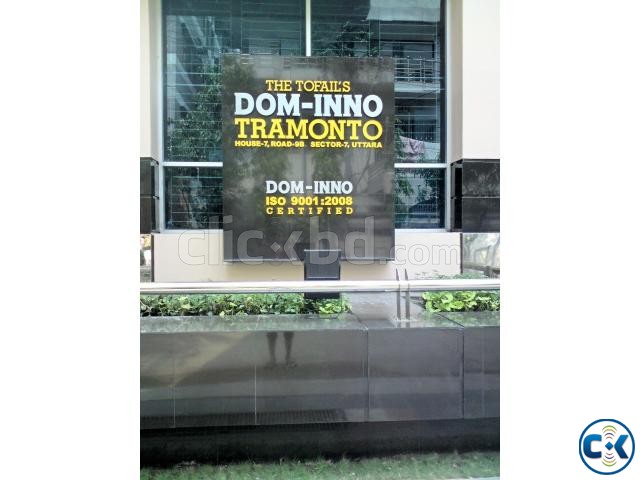 THE TOFAIL'S
DOM-INNO
TRAMONTO
HOUSE-7, ROAD-9B SECTOR-7, UTTARA
DOM-INNO
ISO 9001:2008
CERTIFIED
clickbd.com
CK